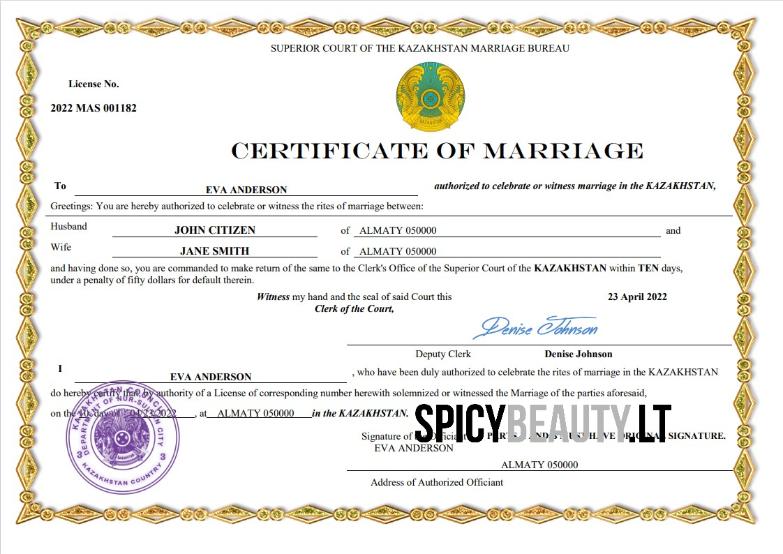 SUPERIOR COURT OF THE KAZAKHSTAN MARRIAGE BUREAU
License No.
2022 MAS 001182
CERTIFICATE OF MARRIAGE
To EVA ANDERSON authorized to celebrate or witness marriage in the KAZAKHSTAN,
Greetings: You are hereby authorized to celebrate or witness the rites of marriage between:
Husband JOHN CITIZEN of ALMATY 050000 and
Wife JANE SMITH of ALMATY 050000
and having done so, you are commanded to make return of the same to the Clerk's Office of the Superior Court of the KAZAKHSTAN within TEN days,
under a penalty of fifty dollars for default therein.
Witness my hand and the seal of said Court this 23 April 2022
Clerk of the Court,
Denise Johnson
Deputy Clerk Denise Johnson
I EVA ANDERSON , who have been duly authorized to celebrate the rites of marriage in the KAZAKHSTAN
do hereby certify that by authority of a License of corresponding number herewith solemnized or witnessed the Marriage of the parties aforesaid,
on the day of 04/23/2022 , at ALMATY 050000 in the KAZAKHSTAN.
SPICYBEAUTY.LT
Signature of HAVE SIGNATURE.
EVA ANDERSON
ALMATY 050000
Address of Authorized Officiant
DEPARTMENT OF NUR-SULTAN CITY
3 3
KAZAKHSTAN COUNTRY